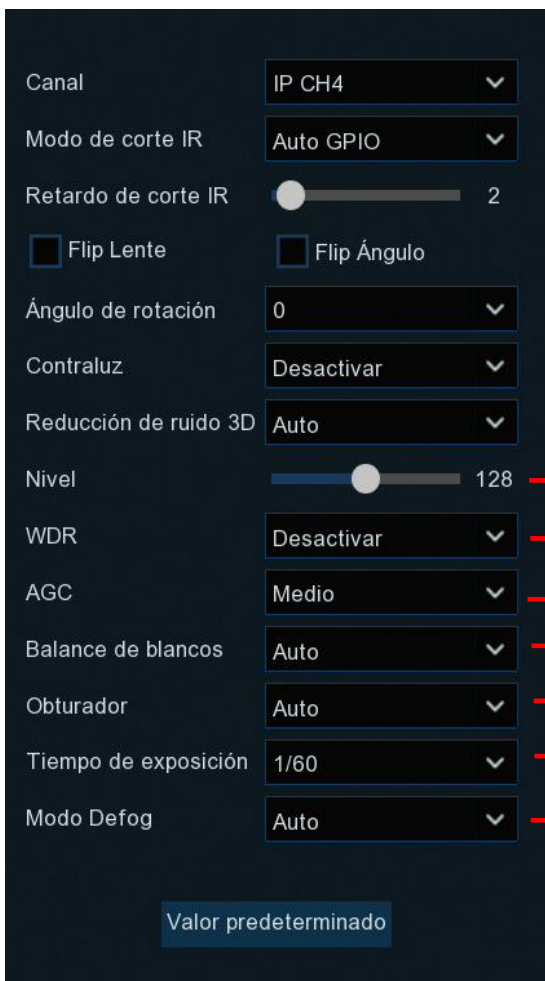 Canal IP CH4
Modo de corte IR Auto GPIO
Retardo de corte IR 2
Flip Lente Flip Ángulo
Ángulo de rotación 0
Contraluz Desactivar
Reducción de ruido 3D Auto
Nivel 128
WDR Desactivar
AGC Medio
Balance de blancos Auto
Obturador Auto
Tiempo de exposición 1/60
Modo Defog Auto
Valor predeterminado